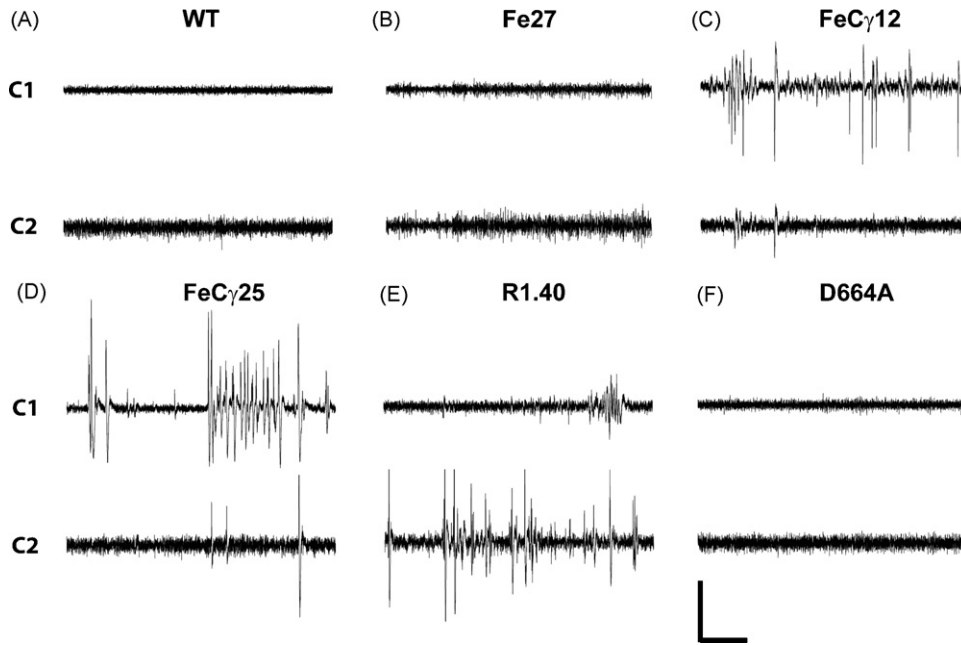 (A) WT (B) Fe27 (C) FeCγ12
C1
C2
(D) FeCγ25 (E) R1.40 (F) D664A
C1
C2